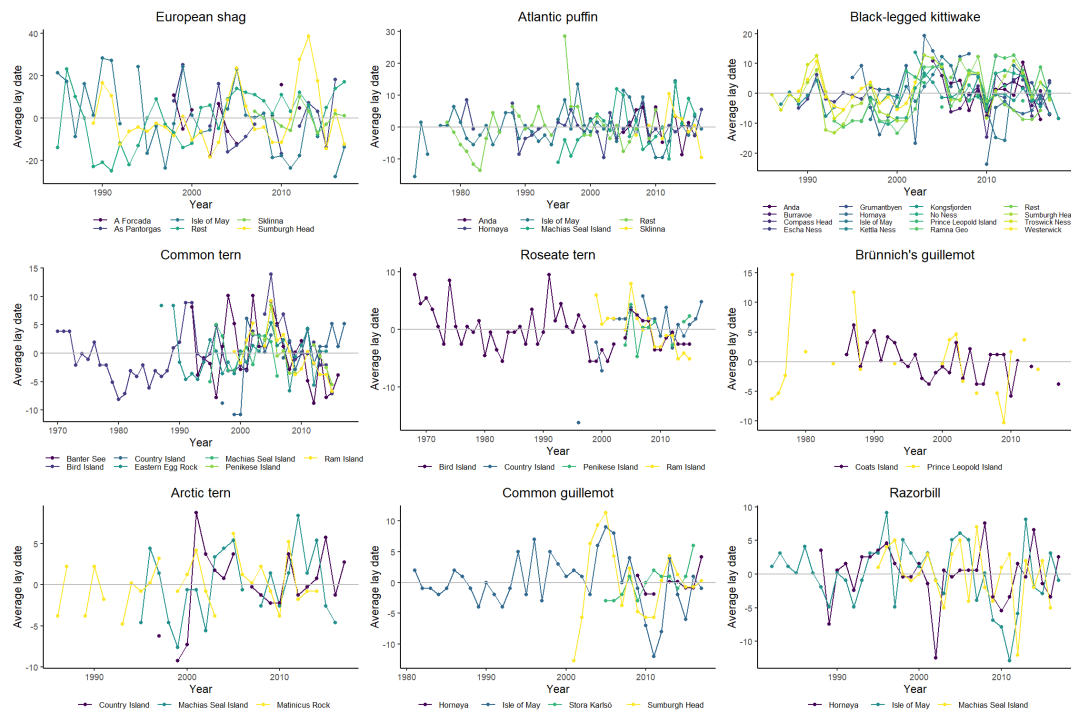 European shag
Average lay date
40
20
0
-20
1990
2000
2010
Year
A Forcada
Isle of May
Sklinna
As Pantorgas
Røst
Sumburgh Head
Atlantic puffin
Average lay date
30
20
10
0
-10
1980
1990
2000
2010
Year
Anda
Isle of May
Røst
Hornøya
Machias Seal Island
Sklinna
Black-legged kittiwake
Average lay date
20
10
0
-10
20
1990
2000
2010
Year
Anda
Grumantbyen
Kongsfjorden
Røst
Burravoe
Hornøya
No Ness
Sumburgh Head
Compass Head
Isle of May
Prince Leopold Island
Troswick Ness
Escha Ness
Kettla Ness
Ramna Geo
Westerwick
Common tern
Average lay date
15
10
5
0
-5
-10
1970
1980
1990
2000
2010
Year
Banter See
Country Island
Machias Seal Island
Ram Island
Bird Island
Eastern Egg Rock
Penikese Island
Roseate tern
Average lay date
10
5
0
-5
-10
1970
1980
1990
2000
2010
Year
Bird Island
Country Island
Penikese Island
Ram Island
Brünnich's guillemot
Average lay date
15
10
5
0
-5
-10
1980
1990
2000
2010
Year
Coats Island
Prince Leopold Island
Arctic tern
Average lay date
5
0
-5
-10
1990
2000
2010
Year
Country Island
Machias Seal Island
Matinicus Rock
Common guillemot
Average lay date
10
5
0
-5
-10
1980
1990
2000
2010
Year
Hornøya
Isle of May
Stora Karlsö
Sumburgh Head
Razorbill
Average lay date
10
5
0
-5
-10
1990
2000
2010
Year
Hornøya
Isle of May
Machias Seal Island